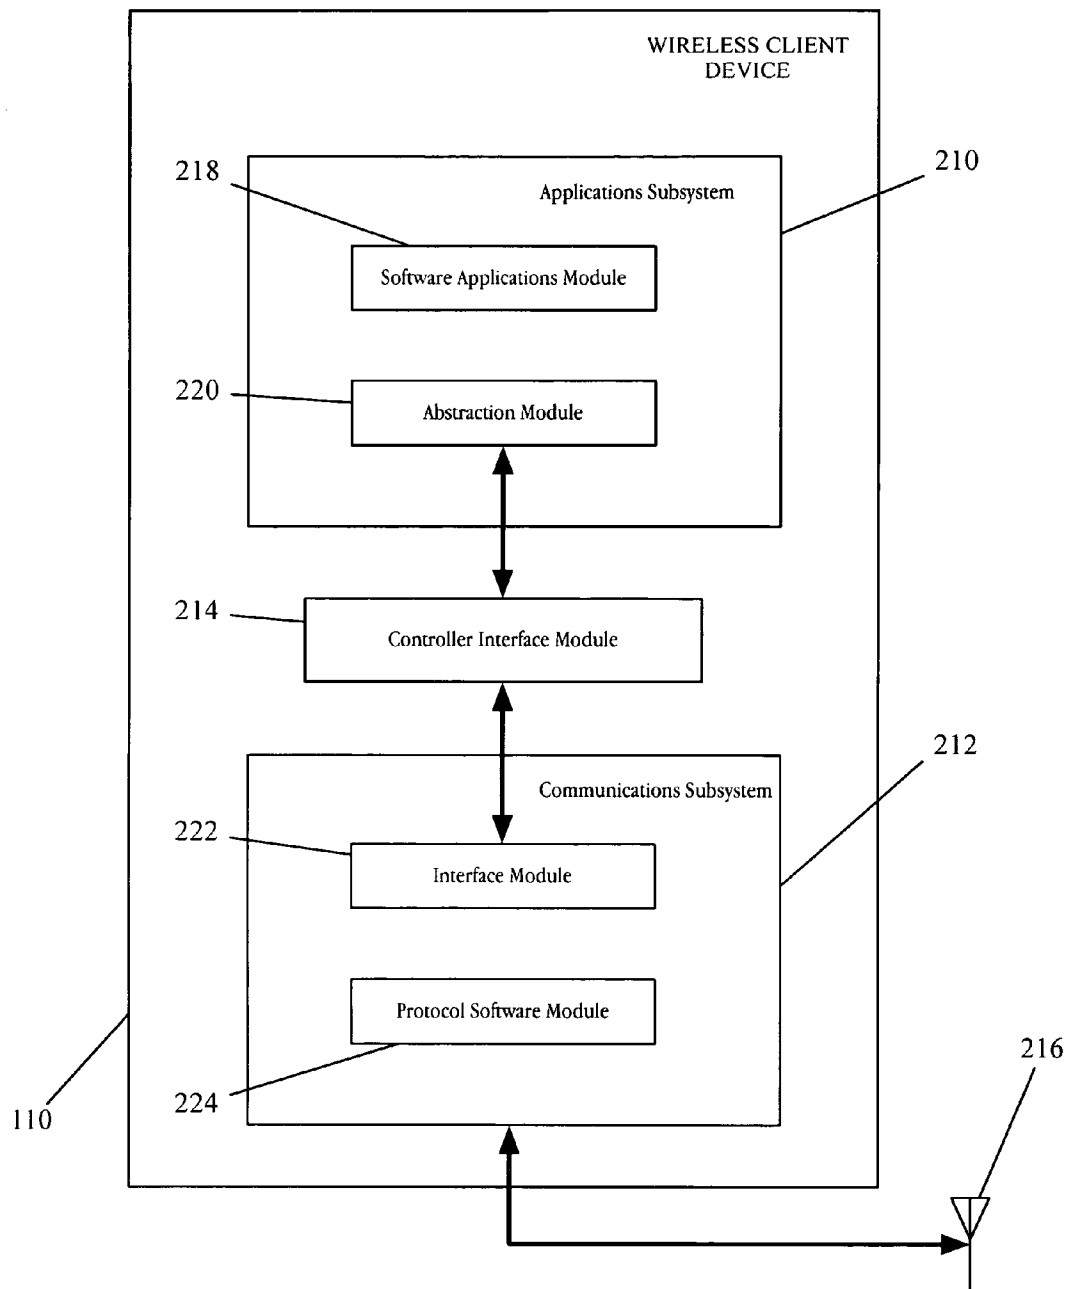 WIRELESS CLIENT
DEVICE
218
210
Applications Subsystem
Software Applications Module
220
Abstraction Module
214
Controller Interface Module
212
Communications Subsystem
222
Interface Module
Protocol Software Module
224
216
110